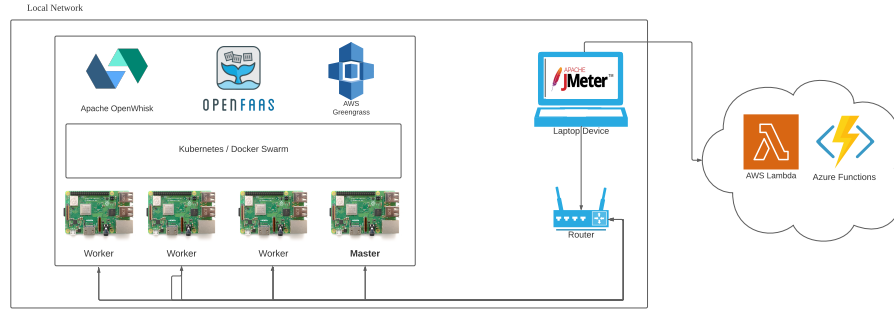 Local Network
Apache OpenWhisk
OPENFAAS
AWS
Greengrass
APACHE
JMeter™
Laptop Device
Kubernetes / Docker Swarm
AWS Lambda
Azure Functions
Router
Worker
Worker
Worker
Master